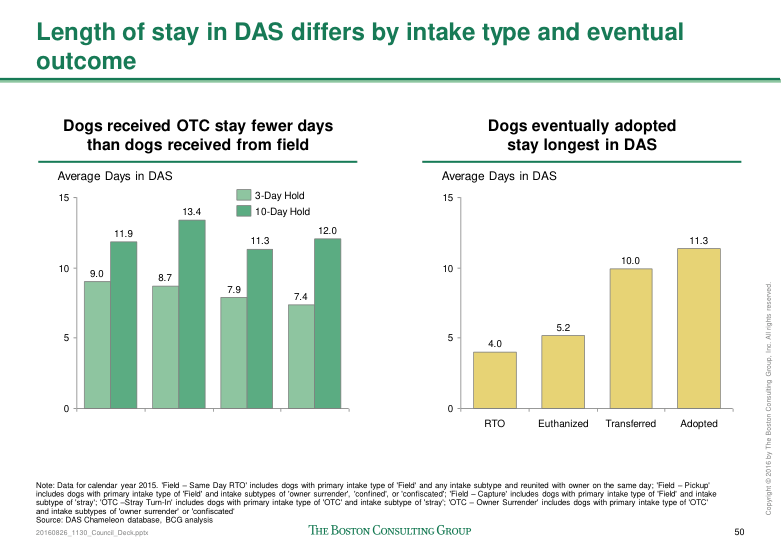 Length of stay in DAS differs by intake type and eventual
outcome
Dogs received OTC stay fewer days
than dogs received from field
Average Days in DAS
3-Day Hold
10-Day Hold
15
10
5
0
9.0
11.9
8.7
13.4
7.9
11.3
7.4
12.0
Dogs eventually adopted
stay longest in DAS
Average Days in DAS
15
10
5
0
4.0
5.2
10.0
11.3
RTO
Euthanized
Transferred
Adopted
Note: Data for calendar year 2015. 'Field – Same Day RTO' includes dogs with primary intake type of 'Field' and any intake subtype and reunited with owner on the same day; 'Field – Pickup'
includes dogs with primary intake type of 'Field' and intake subtypes of 'owner surrender', 'confined', or 'confiscated'; 'Field – Capture' includes dogs with primary intake type of 'Field' and intake
subtype of 'stray'; 'OTC –Stray Turn-In' includes dogs with primary intake type of 'OTC' and intake subtype of 'stray'; 'OTC – Owner Surrender' includes dogs with primary intake type of 'OTC'
and intake subtypes of 'owner surrender' or 'confiscated'
Source: DAS Chameleon database, BCG analysis
20160826_1130_Council_Deck.pptx
THE BOSTON CONSULTING GROUP
50
Copyright © 2016 by The Boston Consulting Group, Inc. All rights reserved.